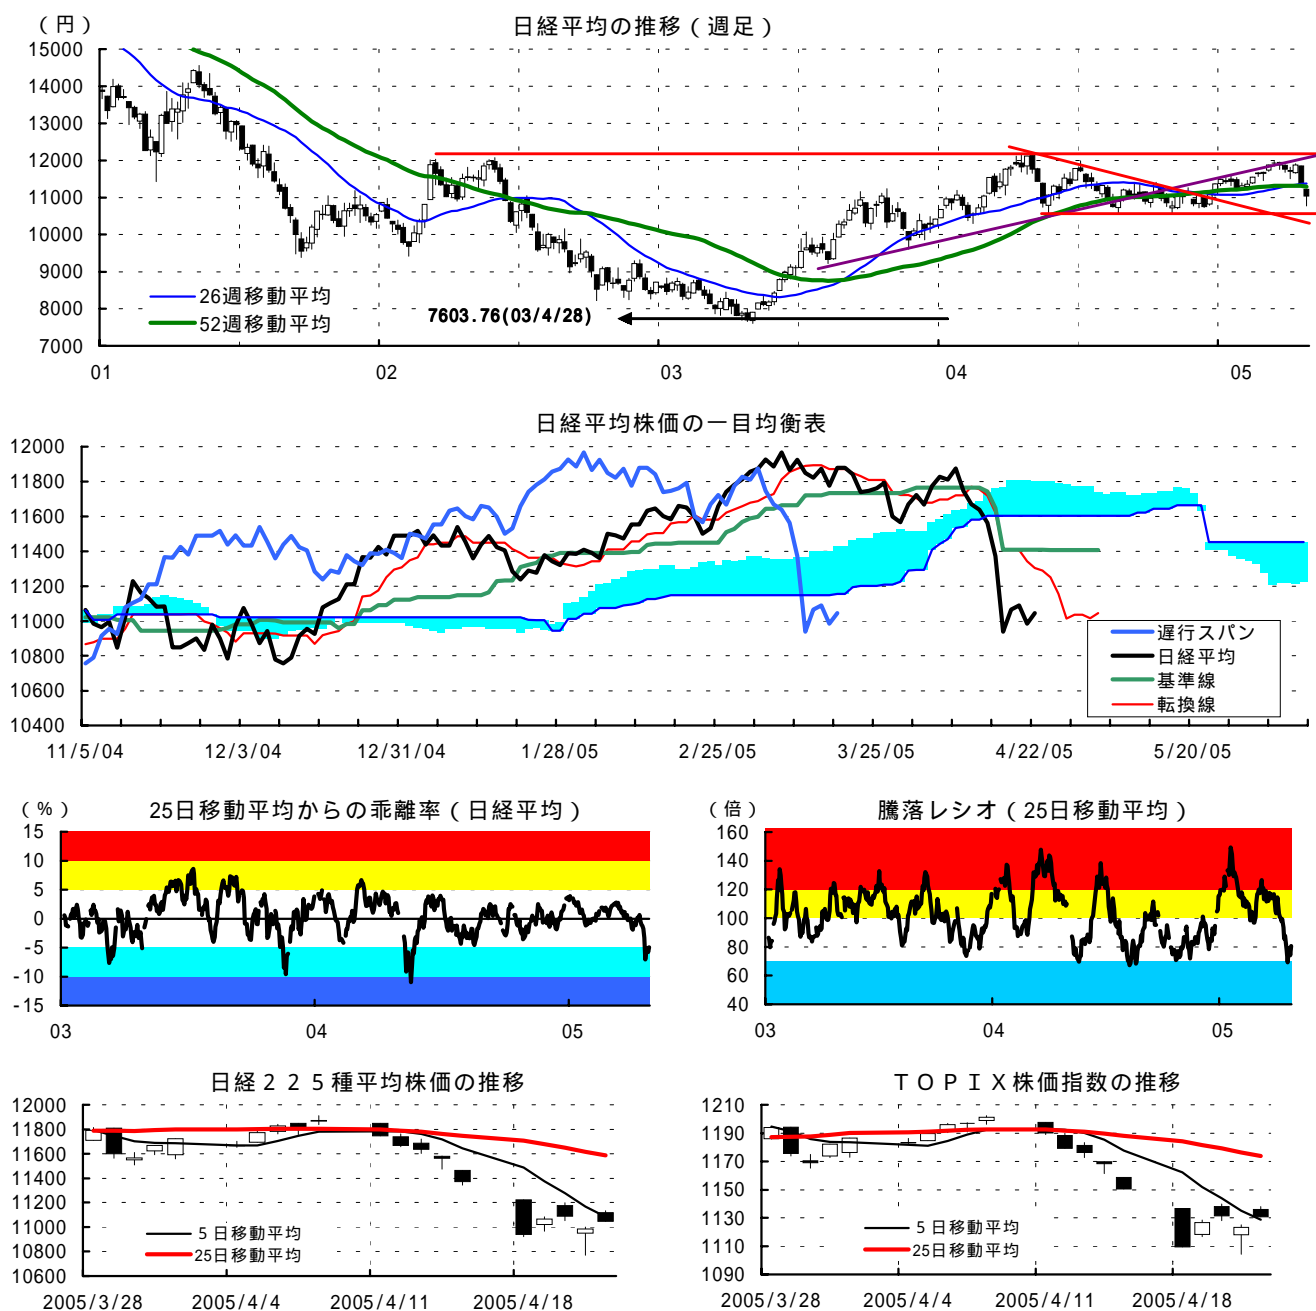 （円）
日経平均の推移（週足）
15000
14000
13000
12000
11000
10000
9000
8000
7000
26週移動平均
52週移動平均
7603.76(03/4/28)
01 02 03 04 05
日経平均株価の一目均衡表
12000
11800
11600
11400
11200
11000
10800
10600
10400
遅行スパン
日経平均
基準線
転換線
11/5/04 12/3/04 12/31/04 1/28/05 2/25/05 3/25/05 4/22/05 5/20/05
（%）
25日移動平均からの乖離率（日経平均）
15
10
5
0
-5
-10
-15
03 04 05
（倍）
騰落レシオ（25日移動平均）
160
140
120
100
80
60
40
03 04 05
日経２２５種平均株価の推移
12000
11800
11600
11400
11200
11000
10800
10600
5日移動平均
25日移動平均
2005/3/28 2005/4/4 2005/4/11 2005/4/18
ＴＯＰＩＸ株価指数の推移
1210
1190
1170
1150
1130
1110
1090
5日移動平均
25日移動平均
2005/3/28 2005/4/4 2005/4/11 2005/4/18